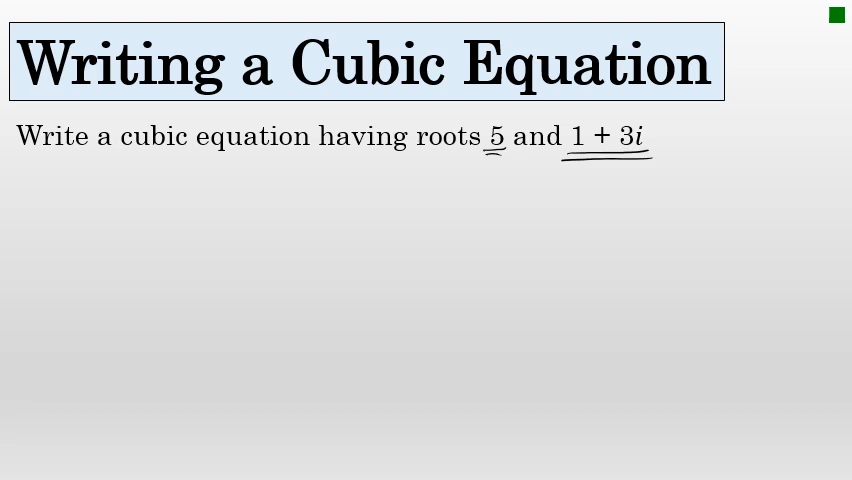 Writing a Cubic Equation
Write a cubic equation having roots 5 and 1 + 3i